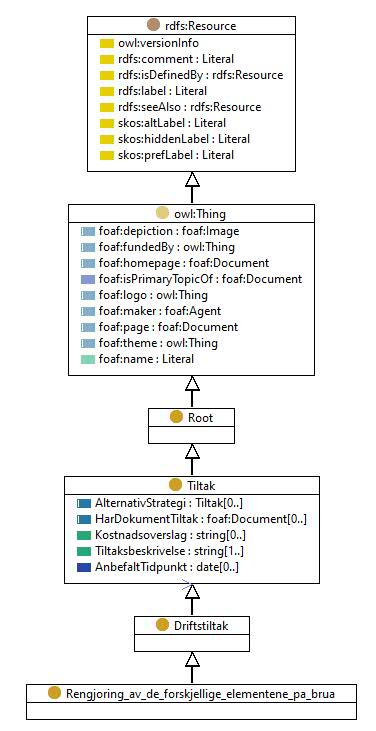 rdfs:Resource
owl:versionInfo
rdfs:comment : Literal
rdfs:isDefinedBy : rdfs:Resource
rdfs:label : Literal
rdfs:seeAlso : rdfs:Resource
skos:altLabel : Literal
skos:hiddenLabel : Literal
skos:prefLabel : Literal
owl:Thing
foaf:depiction : foaf:Image
foaf:fundedBy : owl:Thing
foaf:homepage : foaf:Document
foaf:isPrimaryTopicOf : foaf:Document
foaf:logo : owl:Thing
foaf:maker : foaf:Agent
foaf:page : foaf:Document
foaf:theme : owl:Thing
foaf:name : Literal
Root
Tiltak
AlternativStrategi : Tiltak[0..]
HarDokumentTiltak : foaf:Document[0..]
Kostnadsoverslag : string[0..]
Tiltaksbeskrivelse : string[1..]
AnbefaltTidpunkt : date[0..]
Driftstiltak
Rengjoring_av_de_forskjellige_elementene_pa_brua